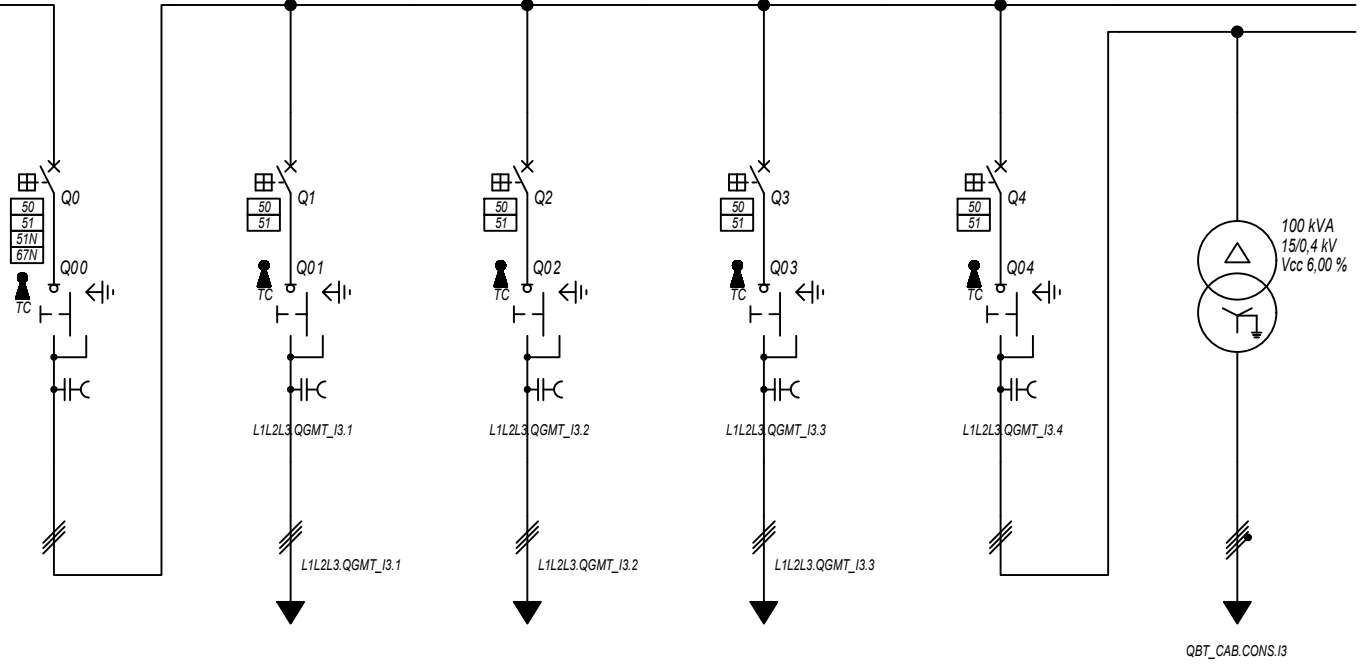 Q0
50
51
51N
67N
Q00
TC
Q1
50
51
Q01
TC
L1L2L3.QGMT_I3.1
L1L2L3.QGMT_I3.1
Q2
50
51
Q02
TC
L1L2L3.QGMT_I3.2
L1L2L3.QGMT_I3.2
Q3
50
51
Q03
TC
L1L2L3.QGMT_I3.3
L1L2L3.QGMT_I3.3
Q4
50
51
Q04
TC
L1L2L3.QGMT_I3.4
100 kVA
15/0,4 kV
Vcc 6,00 %
QBT_CAB.CONS.I3